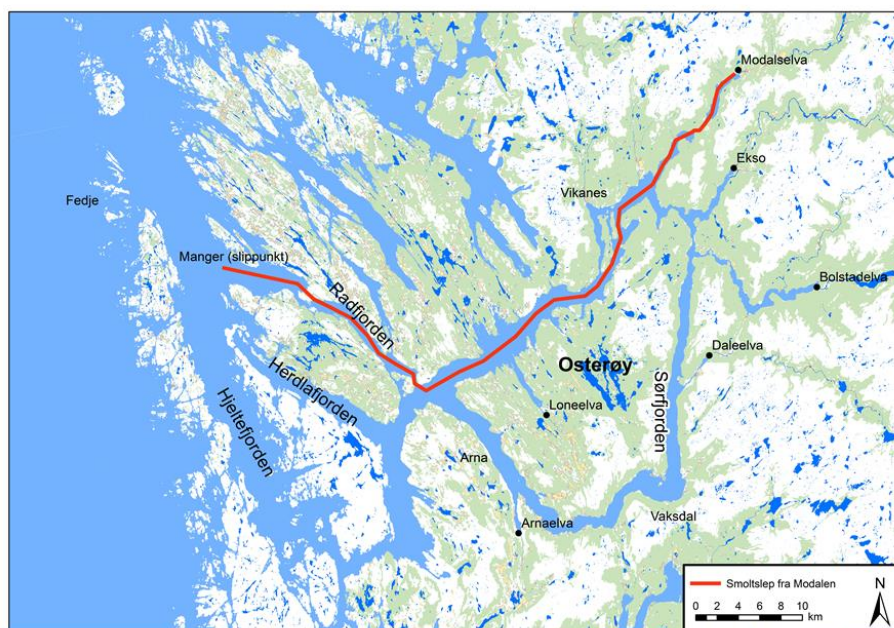 Modalselva
Ekso
Vikanes
Fedje
Manger (slippunkt)
Radfjorden
Bolstadelva
Herdlafjorden
Osterøy
Daleelva
Hjeltefjorden
Sørfjorden
Loneelva
Arna
Vaksdal
Arnaelva
Smoltslep fra Modalen
N
0 2 4 6 8 10
km